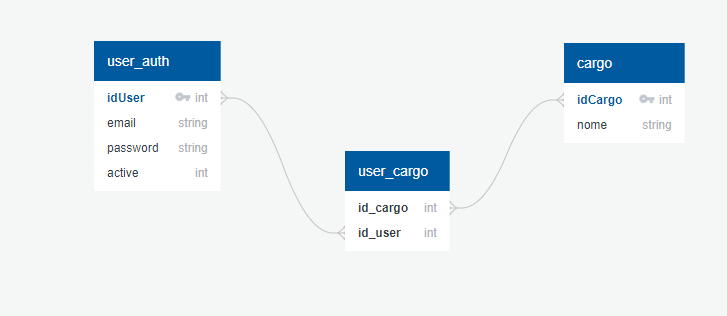 user_auth
idUser int
email string
password string
active int
cargo
idCargo int
nome string
user_cargo
id_cargo int
id_user int